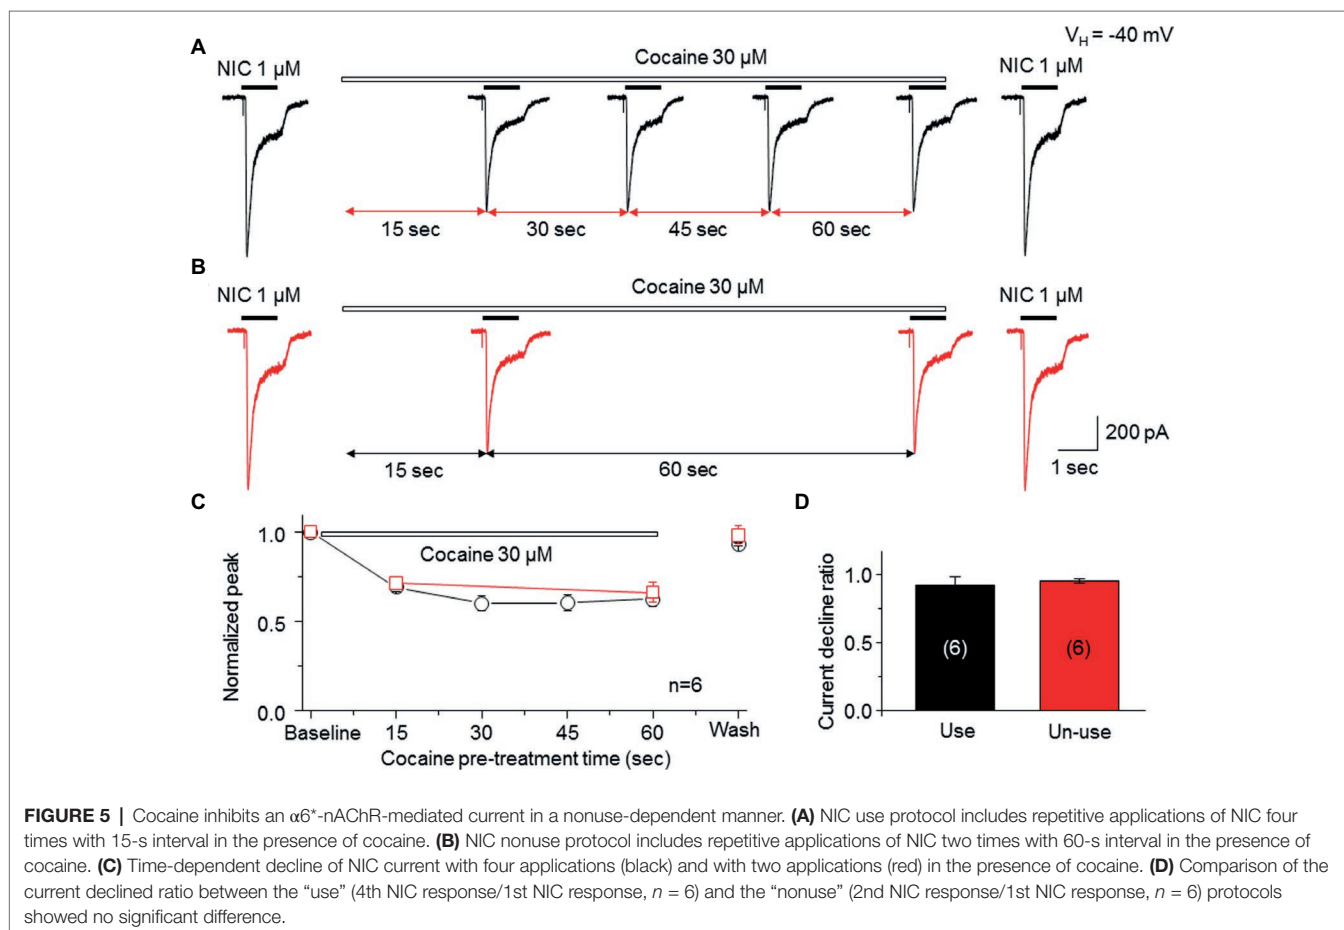 A
V_H = -40 mV
NIC 1 µM
Cocaine 30 µM
NIC 1 µM
15 sec
30 sec
45 sec
60 sec
B
NIC 1 µM
Cocaine 30 µM
NIC 1 µM
15 sec
60 sec
200 pA
1 sec
C
Normalized peak
1.0
0.5
0.0
Cocaine 30 µM
n=6
Baseline
15
30
45
60
Wash
Cocaine pre-treatment time (sec)
D
Current decline ratio
1.0
0.5
0.0
(6)
(6)
Use
Un-use
FIGURE 5 | Cocaine inhibits an α6*-nAChR-mediated current in a nonuse-dependent manner. (A) NIC use protocol includes repetitive applications of NIC four
times with 15-s interval in the presence of cocaine. (B) NIC nonuse protocol includes repetitive applications of NIC two times with 60-s interval in the presence of
cocaine. (C) Time-dependent decline of NIC current with four applications (black) and with two applications (red) in the presence of cocaine. (D) Comparison of the
current declined ratio between the “use” (4th NIC response/1st NIC response, n = 6) and the “nonuse” (2nd NIC response/1st NIC response, n = 6) protocols
showed no significant difference.